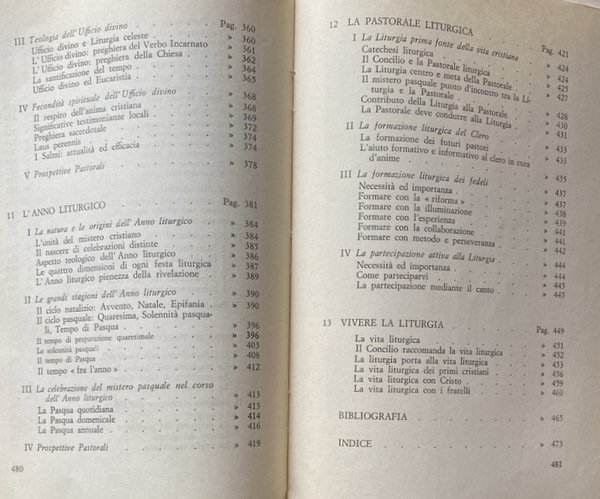 III Teologia dell'Ufficio divino Pag. 360
Ufficio divino e Liturgia celeste » 360
L'Ufficio divino: preghiera del Verbo Incarnato » 361
L'Ufficio divino: preghiera della Chiesa » 362
La santificazione del tempo » 364
Ufficio divino ed Eucaristia » 365
IV Fecondità spirituale dell'Ufficio divino » 368
Il respiro dell'anima cristiana » 368
Significative testimonianze locali » 369
Preghiera sacerdotale » 372
Laus perennis » 374
I Salmi: attualità ed efficacia » 374
V Prospettive Pastorali » 378
11 L'ANNO LITURGICO Pag. 381
I La natura e le origini dell'Anno liturgico » 384
L'unità del mistero cristiano » 384
Il nascere di celebrazioni distinte » 385
Aspetto teologico dell'Anno liturgico » 386
Le quattro dimensioni di ogni festa liturgica » 387
L'Anno liturgico pienezza della rivelazione » 389
II Le grandi stagioni dell'Anno liturgico » 390
Il ciclo natalizio: Avvento, Natale, Epifania » 390
Il ciclo pasquale: Quaresima, Solennità pasquali, Tempo di Pasqua » 396
Il tempo di preparazione quaresimale » 396
Le solennità pasquali » 403
Il tempo di Pasqua » 408
Il tempo « fra l'anno » » 412
III La celebrazione del mistero pasquale nel corso
dell'Anno liturgico » 413
La Pasqua quotidiana » 413
La Pasqua domenicale » 414
La Pasqua annuale » 416
IV Prospettive Pastorali » 419
480
12 LA PASTORALE LITURGICA
I La Liturgia prima fonte della vita cristiana Pag. 421
Catechesi liturgica » 424
Il Concilio e la Pastorale liturgica » 424
La Liturgia centro e meta della Pastorale » 425
Il mistero pasquale punto d'incontro tra la Li-
turgia e la Pastorale » 427
Contributo della Liturgia alla Pastorale » 428
La Pastorale deve condurre alla Liturgia » 430
II La formazione liturgica del Clero » 431
La formazione dei futuri pastori » 433
L'aiuto formativo e informativo al clero in cura
d'anime » 433
III La formazione liturgica dei fedeli » 435
Necessità ed importanza » 437
Formare con la « riforma » » 437
Formare con la illuminazione » 438
Formare con l'esperienza » 439
Formare con la collaborazione » 441
Formare con metodo e perseveranza » 442
IV La partecipazione attiva alla Liturgia » 444
Necessità ed importanza » 444
Come parteciparvi » 445
La partecipazione mediante il canto » 445
13 VIVERE LA LITURGIA Pag. 449
La vita liturgica » 451
Il Concilio raccomanda la vita liturgica » 452
La liturgia porta alla vita liturgica » 453
La vita liturgica dei primi cristiani » 456
La vita liturgica con Cristo » 459
La vita liturgica con i fratelli » 460
BIBLIOGRAFIA » 465
INDICE » 473
481